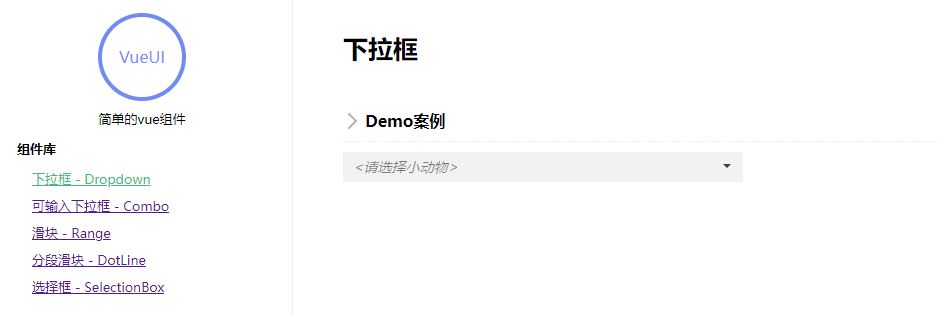 VueUI
简单的vue组件
组件库
下拉框 - Dropdown
可输入下拉框 - Combo
滑块 - Range
分段滑块 - DotLine
选择框 - SelectionBox
下拉框
Demo案例
<请选择小动物>